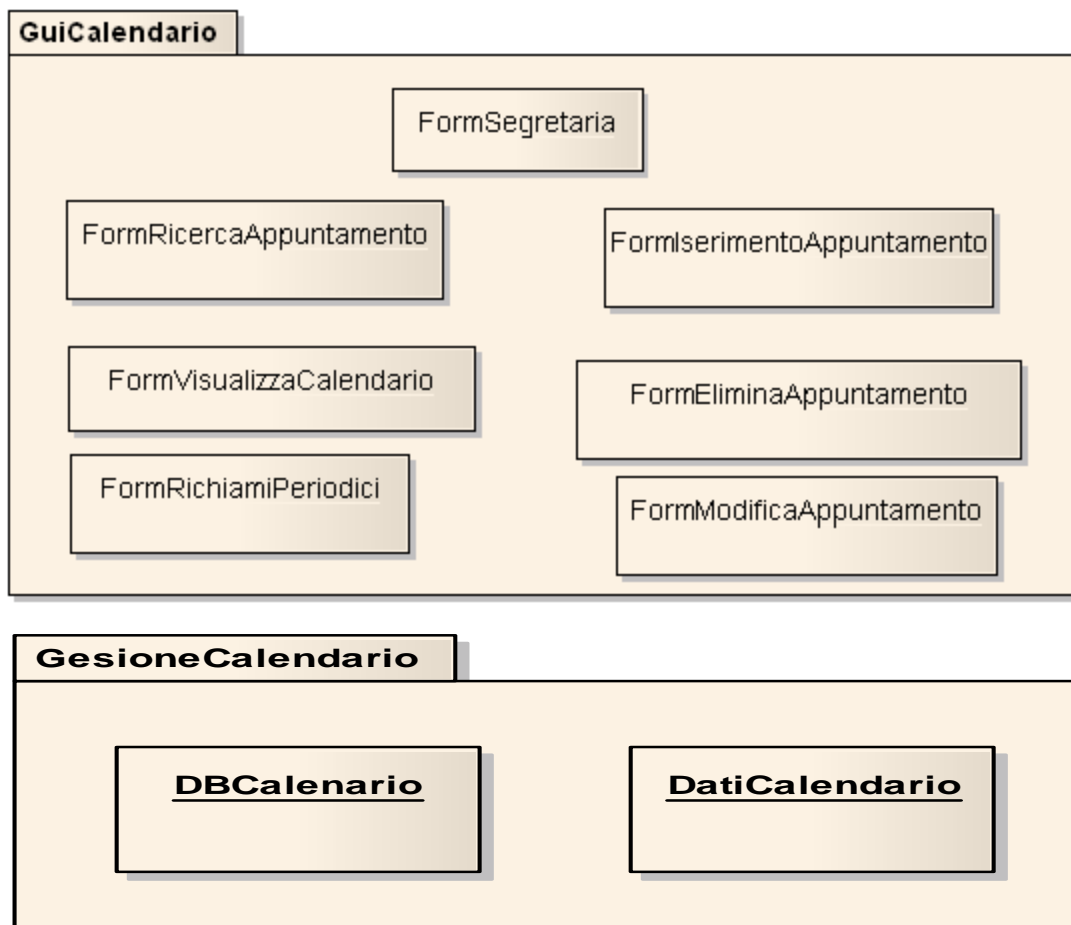 GuiCalendario
FormSegretaria
FormRicercaAppuntamento
FormIserimentoAppuntamento
FormVisualizzaCalendario
FormEliminaAppuntamento
FormRichiamiPeriodici
FormModificaAppuntamento
GesioneCalendario
DBCalenario
DatiCalendario